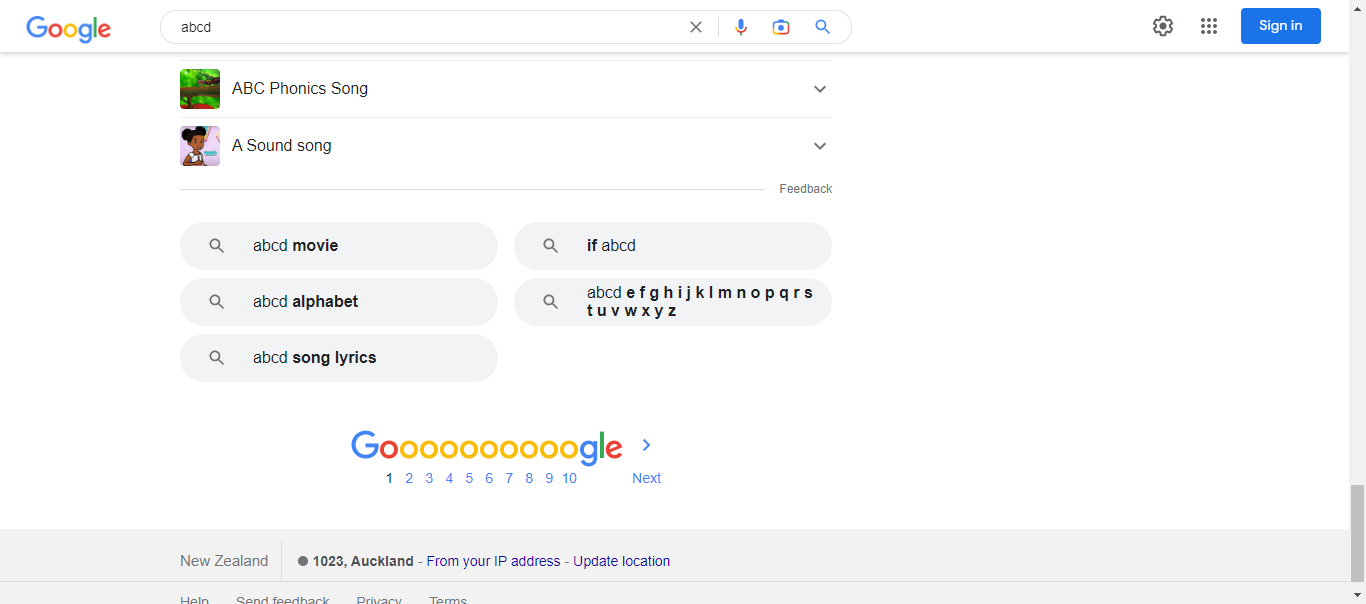 Google
abcd
Sign in
ABC Phonics Song
A Sound song
Feedback
abcd movie
if abcd
abcd alphabet
abcd e f g h i j k l m n o p q r s
t u v w x y z
abcd song lyrics
Goooooooooogle
1 2 3 4 5 6 7 8 9 10 Next
New Zealand
1023, Auckland - From your IP address - Update location
Help Send feedback Privacy Terms